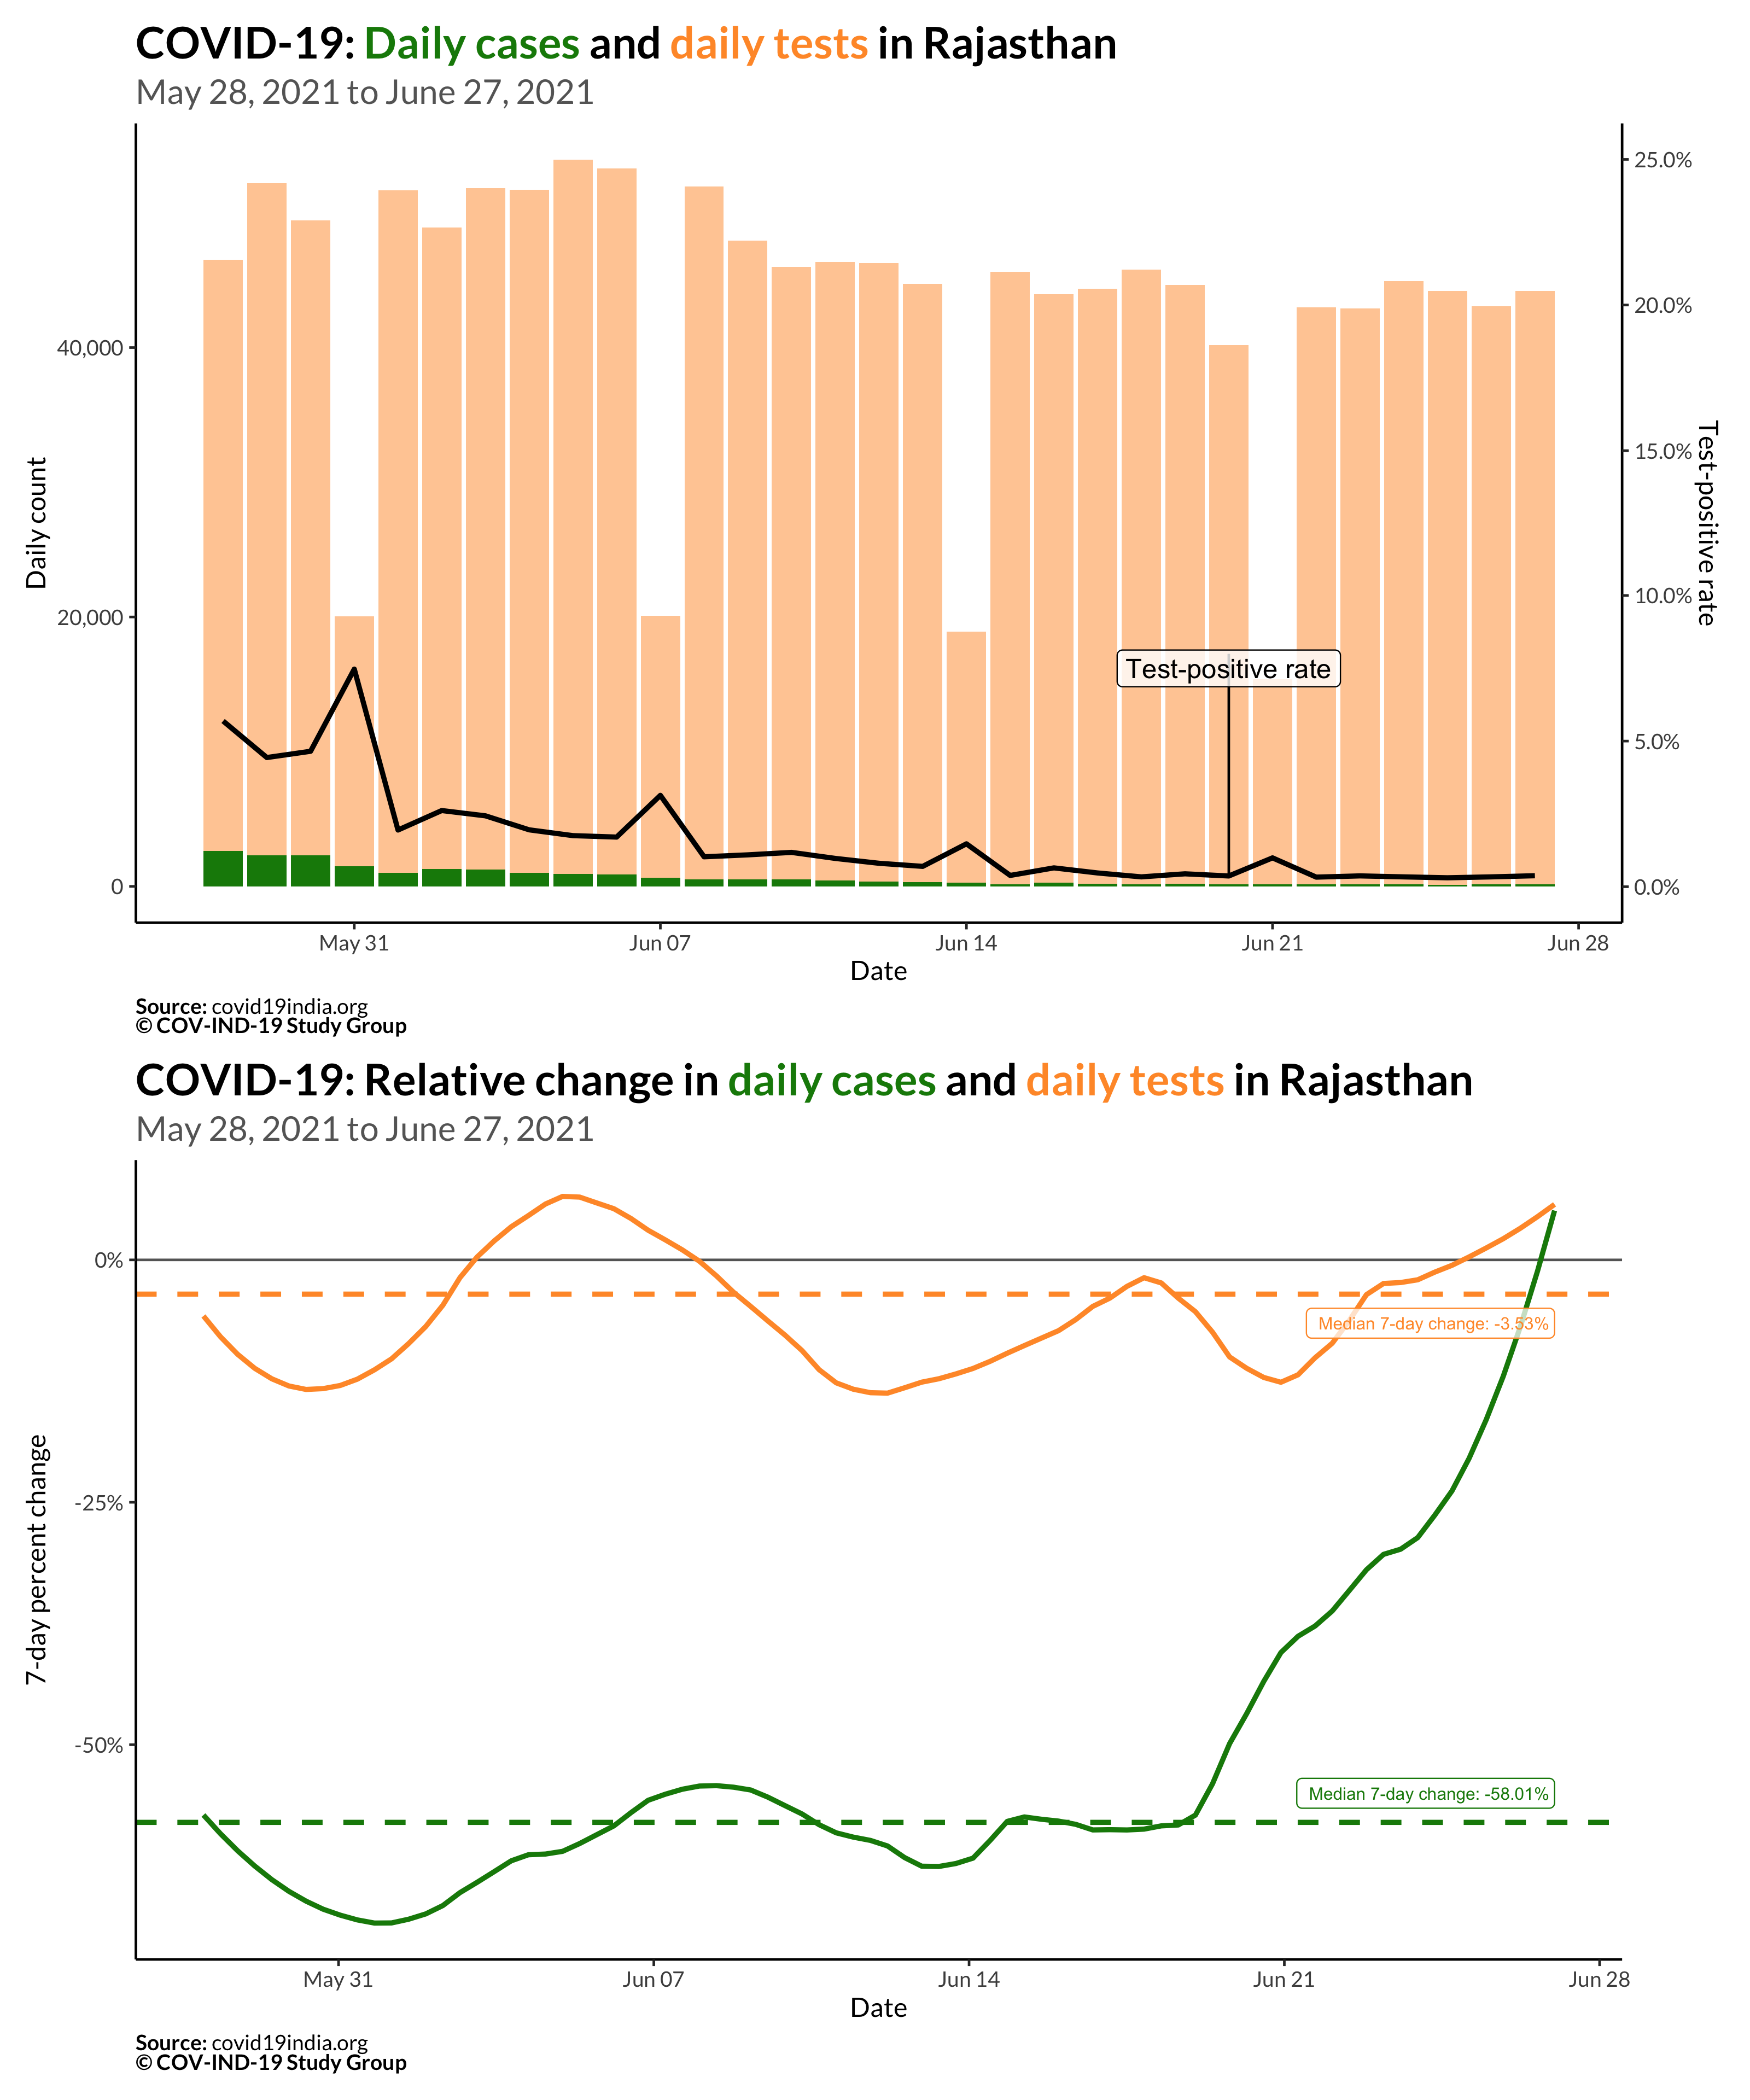 COVID-19: Daily cases and daily tests in Rajasthan
May 28, 2021 to June 27, 2021
Daily count
40,000
20,000
0
25.0%
20.0%
15.0%
10.0%
5.0%
0.0%
Test-positive rate
Test-positive rate
May 31
Jun 07
Jun 14
Jun 21
Jun 28
Date
Source: covid19india.org
© COV-IND-19 Study Group
COVID-19: Relative change in daily cases and daily tests in Rajasthan
May 28, 2021 to June 27, 2021
7-day percent change
0%
-25%
-50%
Median 7-day change: -3.53%
Median 7-day change: -58.01%
May 31
Jun 07
Jun 14
Jun 21
Jun 28
Date
Source: covid19india.org
© COV-IND-19 Study Group